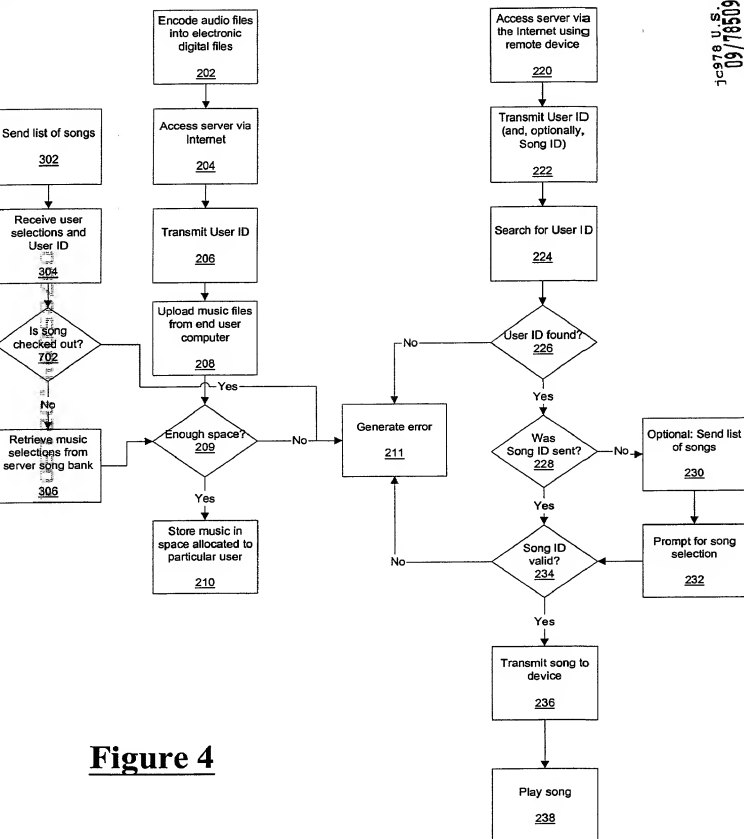 jc978 U.S.
09/78509
Encode audio files
into electronic
digital files
202
Access server via
Internet
204
Transmit User ID
206
Upload music files
from end user
computer
208
Enough space?
209
Yes
Store music in
space allocated to
particular user
210
Send list of songs
302
Receive user
selections and
User ID
304
Is song
checked out?
702
Yes
No
Retrieve music
selections from
server song bank
306
No
Generate error
211
Access server via
the Internet using
remote device
220
Transmit User ID
(and, optionally,
Song ID)
222
Search for User ID
224
User ID found?
226
No
Yes
Was
Song ID sent?
228
No
Optional: Send list
of songs
230
Prompt for song
selection
232
Yes
Song ID
valid?
234
No
Yes
Transmit song to
device
236
Play song
238
Figure 4